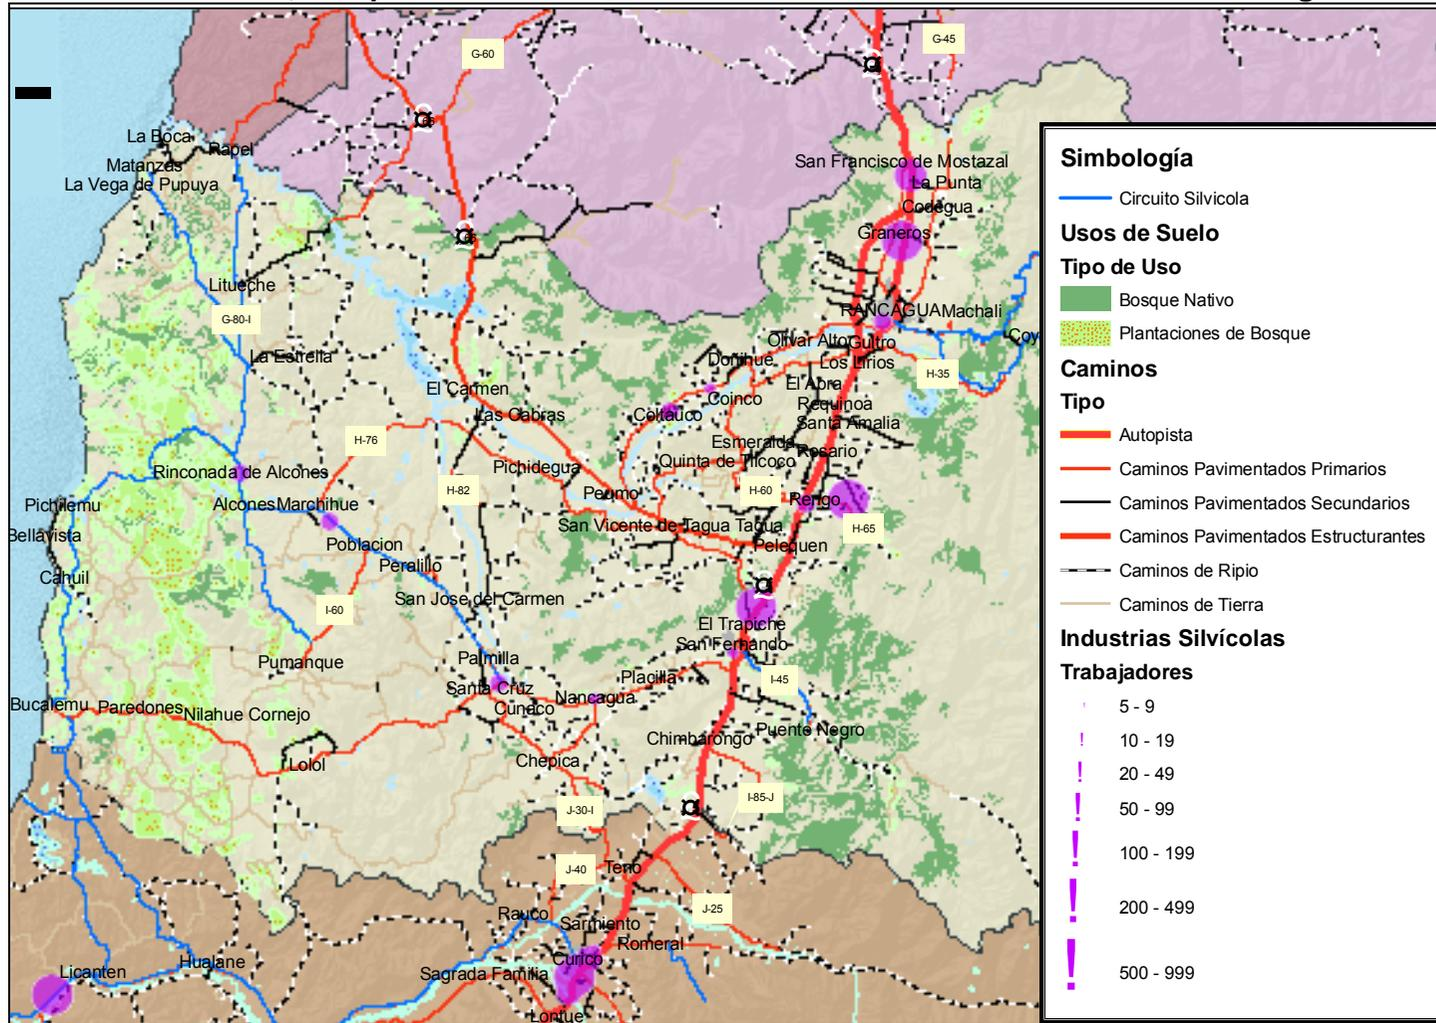 G-60
G-45
La Boca
Rapel
Matanzas
La Vega de Pupuya
San Francisco de Mostazal
La Punta
Codegua
Graneros
Litueche
G-80-I
RANCAGUA
Machali
Coy
Olivar Alto
Gultro
Los Lirios
La Estrella
Doñihue
H-35
El Abra
El Carmen
Coinco
Requinoa
Las Cabras
Coltauco
Santa Amalia
H-76
Esmeralda
Rosario
Quinta de Tilcoco
Pichidegua
Rinconada de Alcones
H-82
Peumo
H-60
Rengo
Pichilemu
Alcones
Marchihue
San Vicente de Tagua Tagua
H-65
Bellavista
Poblacion
Pelequen
Peralillo
Cahuil
San Jose del Carmen
I-60
El Trapiche
San Fernando
Pumanque
Palmilla
Placilla
I-45
Santa Cruz
Nancagua
Bucalemu
Paredones
Nilahue Cornejo
Cunaco
Puente Negro
Chimbarongo
Lolol
Chepica
I-85-J
J-30-I
J-40
Teno
J-25
Rauco
Sarmiento
Romeral
Curico
Hualane
Licanten
Sagrada Familia
Lontue
Simbología
Circuito Silvicola
Usos de Suelo
Tipo de Uso
Bosque Nativo
Plantaciones de Bosque
Caminos
Tipo
Autopista
Caminos Pavimentados Primarios
Caminos Pavimentados Secundarios
Caminos Pavimentados Estructurantes
Caminos de Ripio
Caminos de Tierra
Industrias Silvícolas
Trabajadores
5 - 9
10 - 19
20 - 49
50 - 99
100 - 199
200 - 499
500 - 999